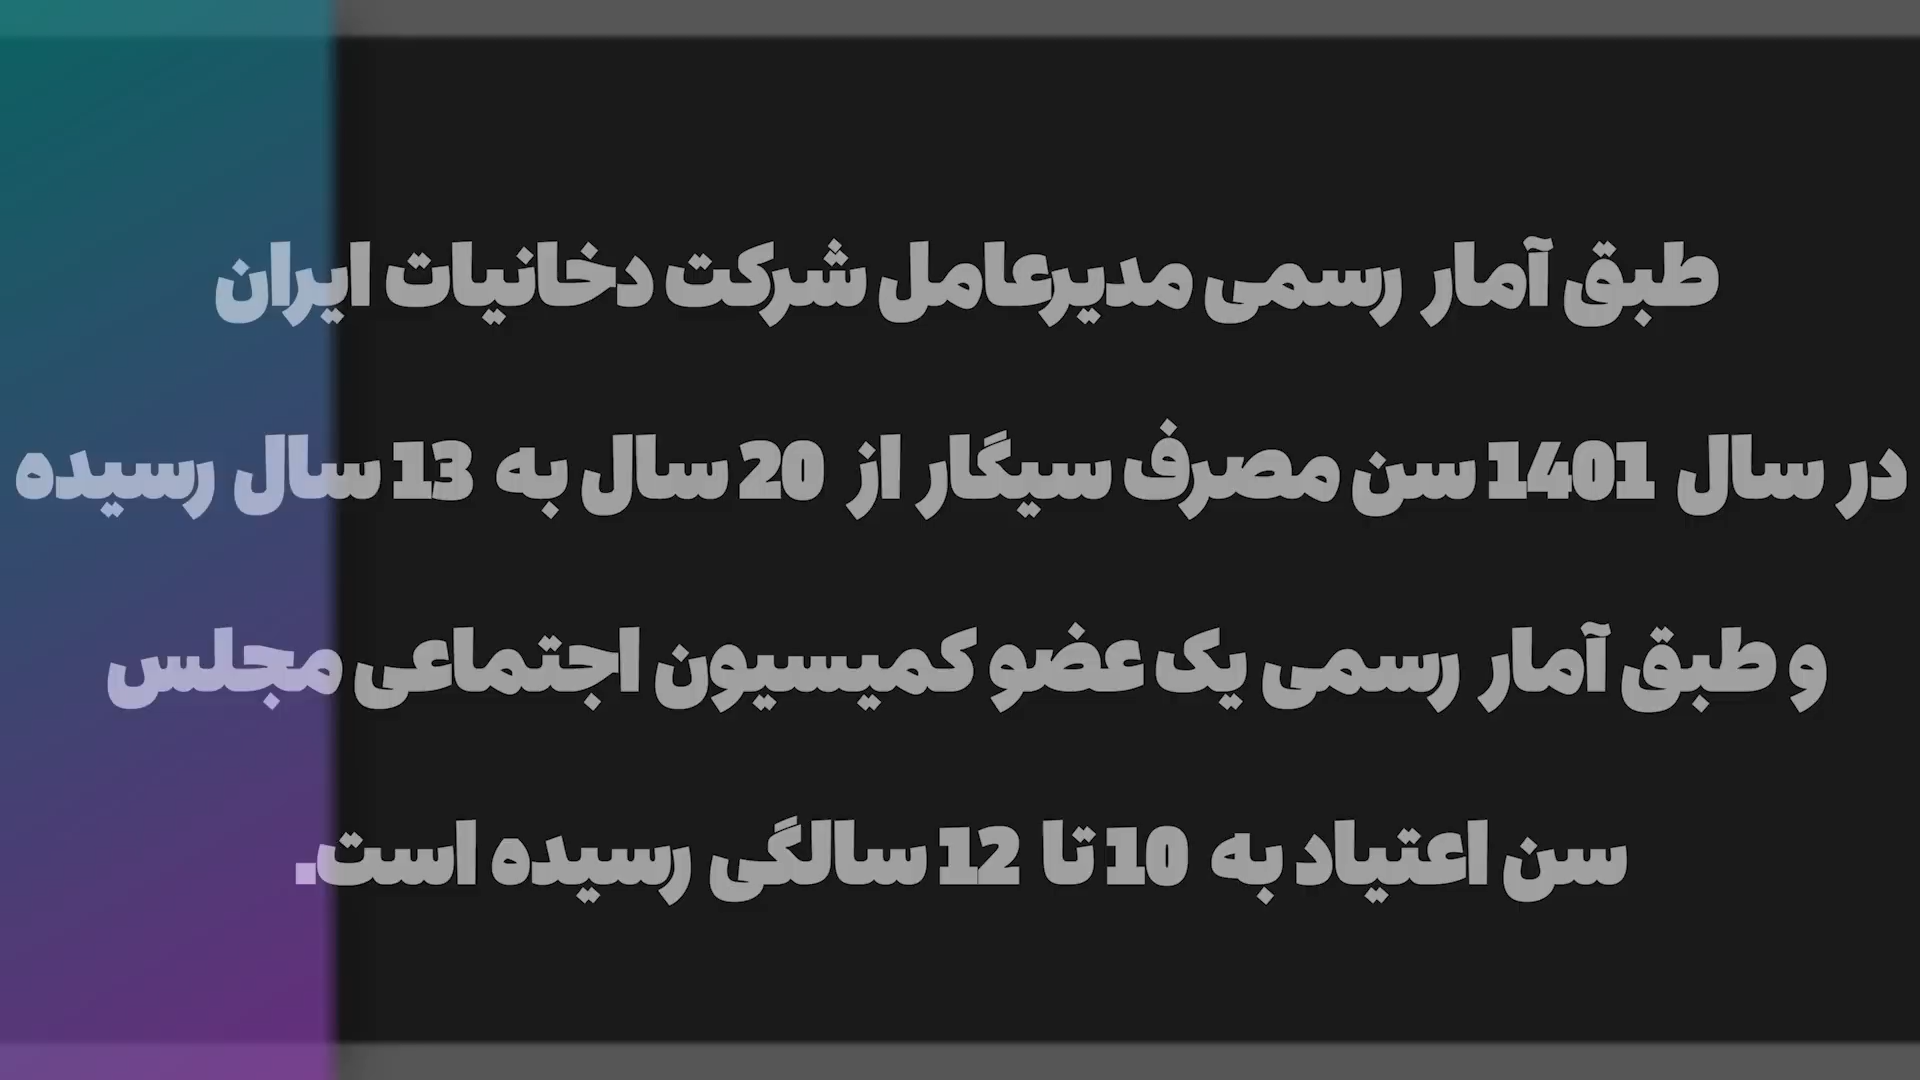 طبق آمار رسمی مدیرعامل شرکت دخانیات ایران
در سال 1401 سن مصرف سیگار از 20 سال به 13 سال رسیده
و طبق آمار رسمی یک عضو کمیسیون اجتماعی مجلس
سن اعتیاد به 10 تا 12 سالگی رسیده است.